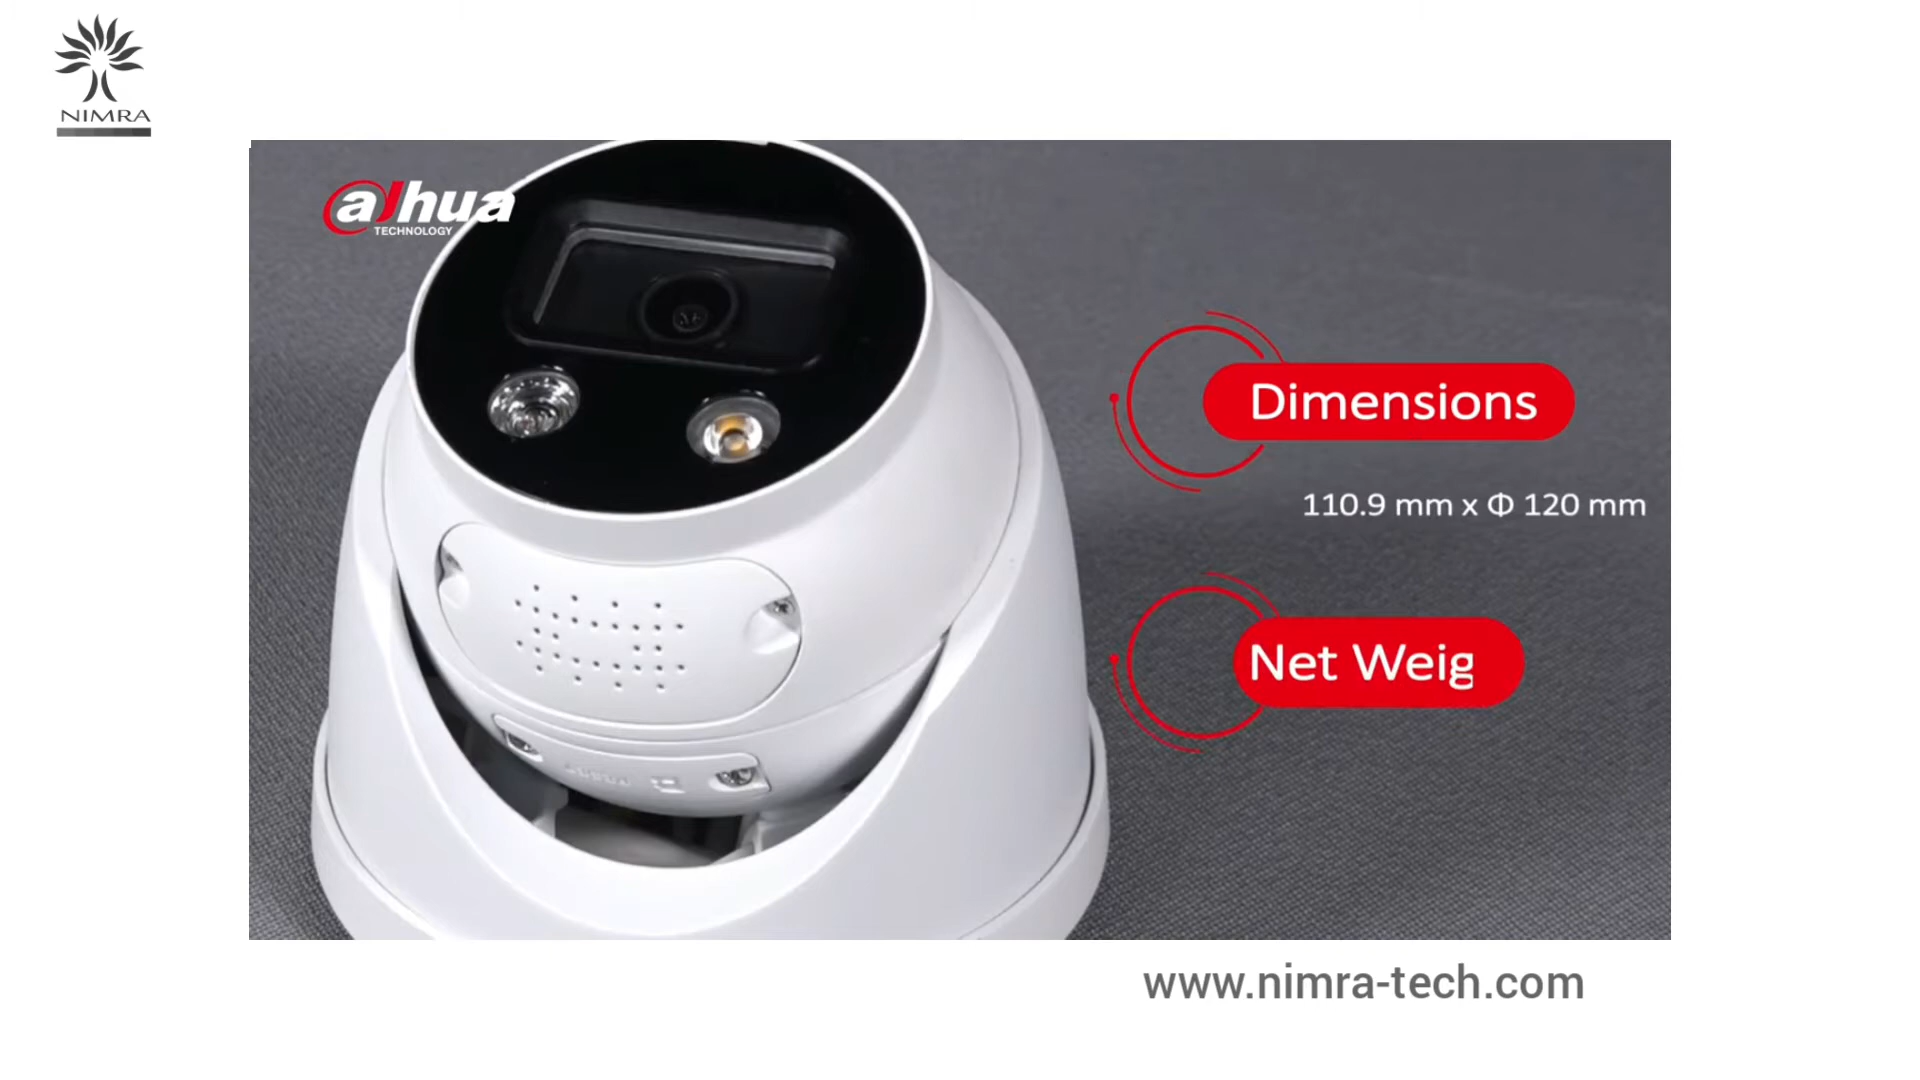 NIMRA
alhua
TECHNOLOGY
Dimensions
110.9 mm x Φ 120 mm
Net Weig
www.nimra-tech.com